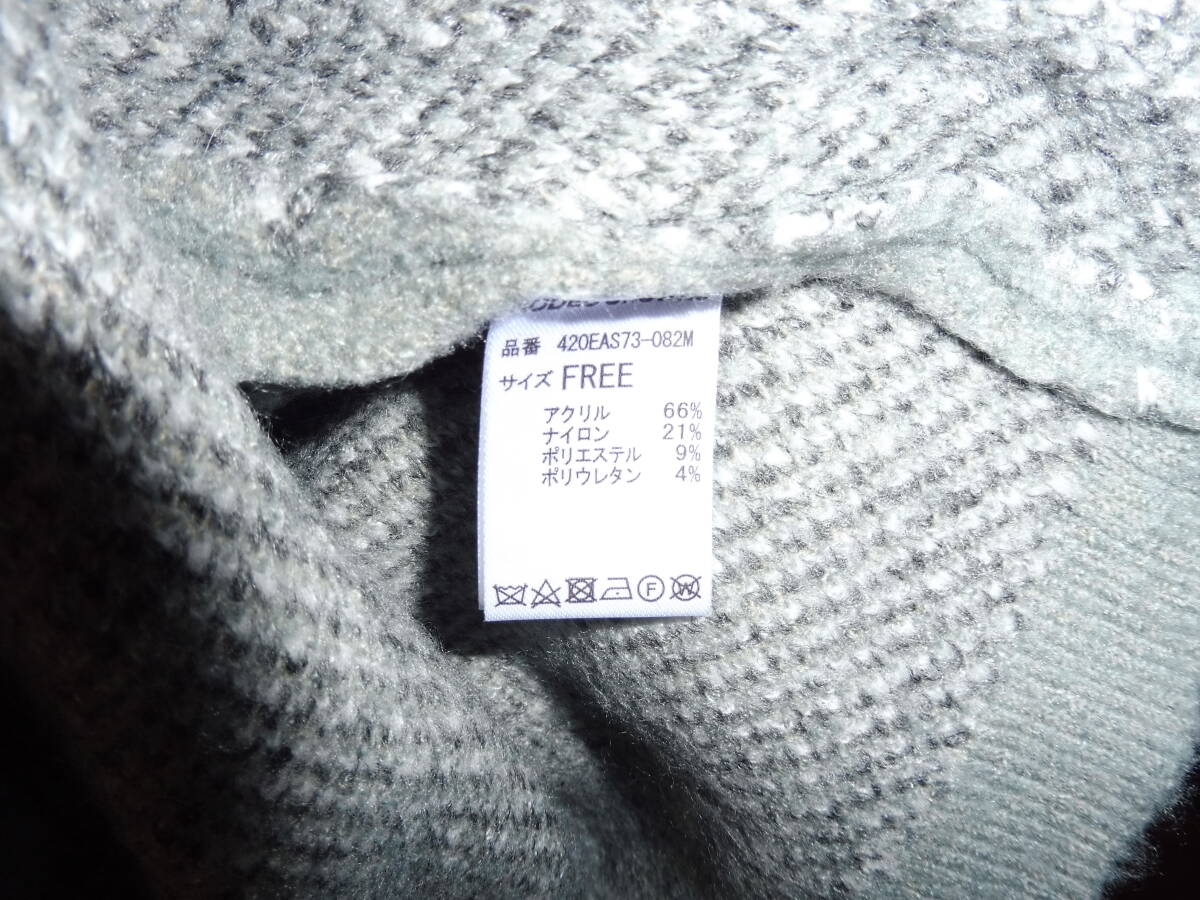 品番 420EAS73-082M
サイズ FREE
アクリル 66%
ナイロン 21%
ポリエステル 9%
ポリウレタン 4%
F W